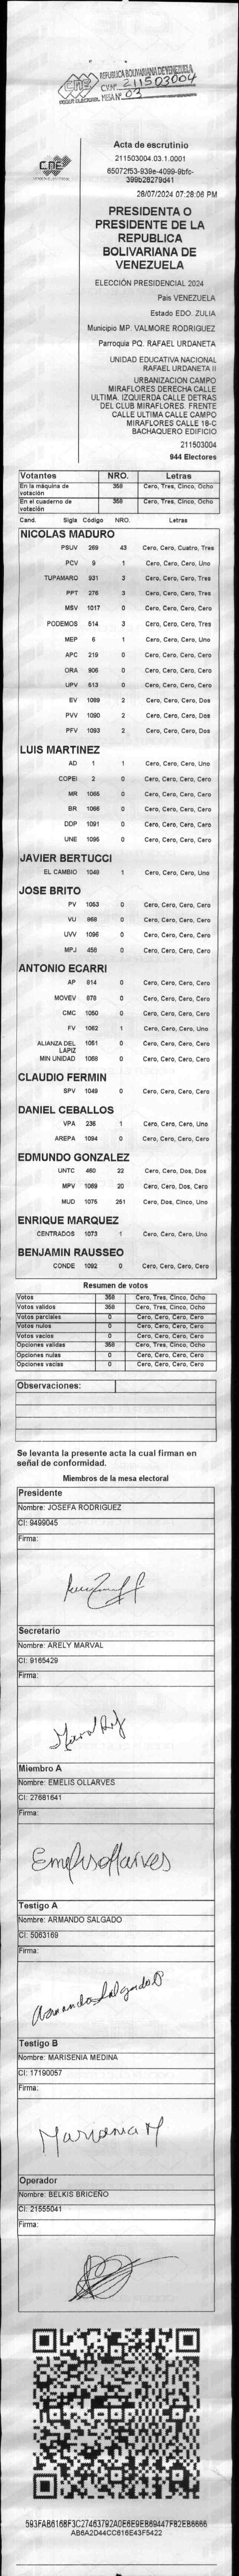 REPUBLICA BOLIVARIANA DE VENEZUELA
CNE
C.V Nº 211503004
MESA Nº 03
CNE
Acta de escrutinio
211503004.03.1.0001
28/07/2024 07:28:06 PM
PRESIDENTA O
PRESIDENTE DE LA
REPUBLICA
BOLIVARIANA DE
VENEZUELA
ELECCIÓN PRESIDENCIAL 2024
Pais VENEZUELA
Estado EDO. ZULIA
Municipio MP. VALMORE RODRIGUEZ
Parroquia PQ. RAFAEL URDANETA
UNIDAD EDUCATIVA NACIONAL
RAFAEL URDANETA II
URBANIZACION CAMPO
MIRAFLORES DERECHA CALLE
ULTIMA. IZQUIERDA CALLE DETRAS
DEL CLUB MIRAFLORES. FRENTE
CALLE ULTIMA CALLE CAMPO
MIRAFLORES CALLE 18-C
BACHAQUERO EDIFICIO
211503004
944 Electores
Votantes NRO. Letras
En la máquina de votación 358 Cero, Tres, Cinco, Ocho
En el cuaderno de votación 358 Cero, Tres, Cinco, Ocho
Cand. Sigla Código NRO. Letras
NICOLAS MADURO
PSUV 269 43 Cero, Cero, Cuatro, Tres
PCV 9 1 Cero, Cero, Cero, Uno
TUPAMARO 931 3 Cero, Cero, Cero, Tres
PPT 276 3 Cero, Cero, Cero, Tres
MSV 1017 0 Cero, Cero, Cero, Cero
PODEMOS 514 3 Cero, Cero, Cero, Tres
MEP 6 1 Cero, Cero, Cero, Uno
APC 219 0 Cero, Cero, Cero, Cero
ORA 906 0 Cero, Cero, Cero, Cero
UPV 513 0 Cero, Cero, Cero, Cero
EV 1089 2 Cero, Cero, Cero, Dos
PVV 1090 2 Cero, Cero, Cero, Dos
PFV 1093 2 Cero, Cero, Cero, Dos
LUIS MARTINEZ
AD 1 1 Cero, Cero, Cero, Uno
COPEI 2 0 Cero, Cero, Cero, Cero
MR 1065 0 Cero, Cero, Cero, Cero
BR 1066 0 Cero, Cero, Cero, Cero
DDP 1091 0 Cero, Cero, Cero, Cero
UNE 1095 0 Cero, Cero, Cero, Cero
JAVIER BERTUCCI
EL CAMBIO 1048 1 Cero, Cero, Cero, Uno
JOSE BRITO
PV 1053 0 Cero, Cero, Cero, Cero
VU 868 0 Cero, Cero, Cero, Cero
UVV 1096 0 Cero, Cero, Cero, Cero
MPJ 458 0 Cero, Cero, Cero, Cero
ANTONIO ECARRI
AP 814 0 Cero, Cero, Cero, Cero
MOVEV 878 0 Cero, Cero, Cero, Cero
CMC 1050 0 Cero, Cero, Cero, Cero
FV 1062 1 Cero, Cero, Cero, Uno
ALIANZA DEL LAPIZ 1051 0 Cero, Cero, Cero, Cero
MIN UNIDAD 1068 0 Cero, Cero, Cero, Cero
CLAUDIO FERMIN
SPV 1049 0 Cero, Cero, Cero, Cero
DANIEL CEBALLOS
VPA 236 1 Cero, Cero, Cero, Uno
AREPA 1094 0 Cero, Cero, Cero, Cero
EDMUNDO GONZALEZ
UNTC 460 22 Cero, Cero, Dos, Dos
MPV 1069 20 Cero, Cero, Dos, Cero
MUD 1075 251 Cero, Dos, Cinco, Uno
ENRIQUE MARQUEZ
CENTRADOS 1073 1 Cero, Cero, Cero, Uno
BENJAMIN RAUSSEO
CONDE 1092 0 Cero, Cero, Cero, Cero
Resumen de votos
Votos 358 Cero, Tres, Cinco, Ocho
Votos validos 358 Cero, Tres, Cinco, Ocho
Votos parciales 0 Cero, Cero, Cero, Cero
Votos nulos 0 Cero, Cero, Cero, Cero
Votos vacios 0 Cero, Cero, Cero, Cero
Opciones validas 358 Cero, Tres, Cinco, Ocho
Opciones nulas 0 Cero, Cero, Cero, Cero
Opciones vacias 0 Cero, Cero, Cero, Cero
Observaciones:
Se levanta la presente acta la cual firman en
señal de conformidad.
Miembros de la mesa electoral
Presidente
Nombre: JOSEFA RODRIGUEZ
CI: 9499045
Firma:
Secretario
Nombre: ARELY MARVAL
CI: 9165429
Firma:
Miembro A
Nombre: EMELIS OLLARVES
CI: 27681641
Firma:
Emelis ollarves
Testigo A
Nombre: ARMANDO SALGADO
CI: 5063169
Firma:
Armando Salgado
Testigo B
Nombre: MARISENIA MEDINA
CI: 17190057
Firma:
Marisenia M
Operador
Nombre: BELKIS BRICEÑO
CI: 21555041
Firma: